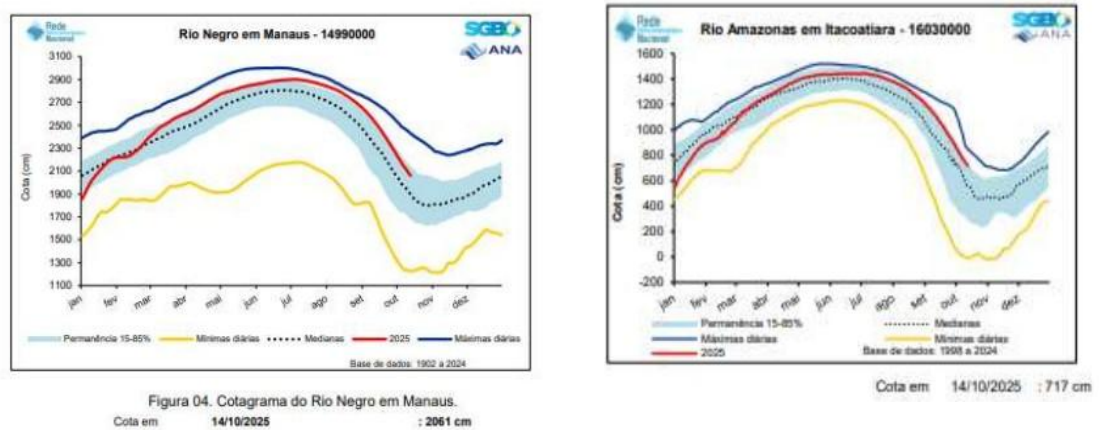 Rede
Nacional
Rio Negro em Manaus - 14990000
SGB
ANA
Cota (cm)
3100
2900
2700
2500
2300
2100
1900
1700
1500
1300
1100
jan
fev
mar
abr
mai
jun
jul
ago
set
out
nov
dez
Permanência 15-85%
Mínimas diárias
Medianas
2025
Máximas diárias
Base de dados: 1902 a 2024
Figura 04. Cotagrama do Rio Negro em Manaus.
Cota em 14/10/2025 : 2061 cm
Rede
Nacional
Rio Amazonas em Itacoatiara - 16030000
SGB
ANA
Cota (cm)
1600
1400
1200
1000
800
600
400
200
0
-200
jan
fev
mar
abr
mai
jun
jul
ago
set
out
nov
dez
Permanência 15-85%
Medianas
Máximas diárias
Mínimas diárias
2025
Base de dados: 1998 a 2024
Cota em 14/10/2025 : 717 cm